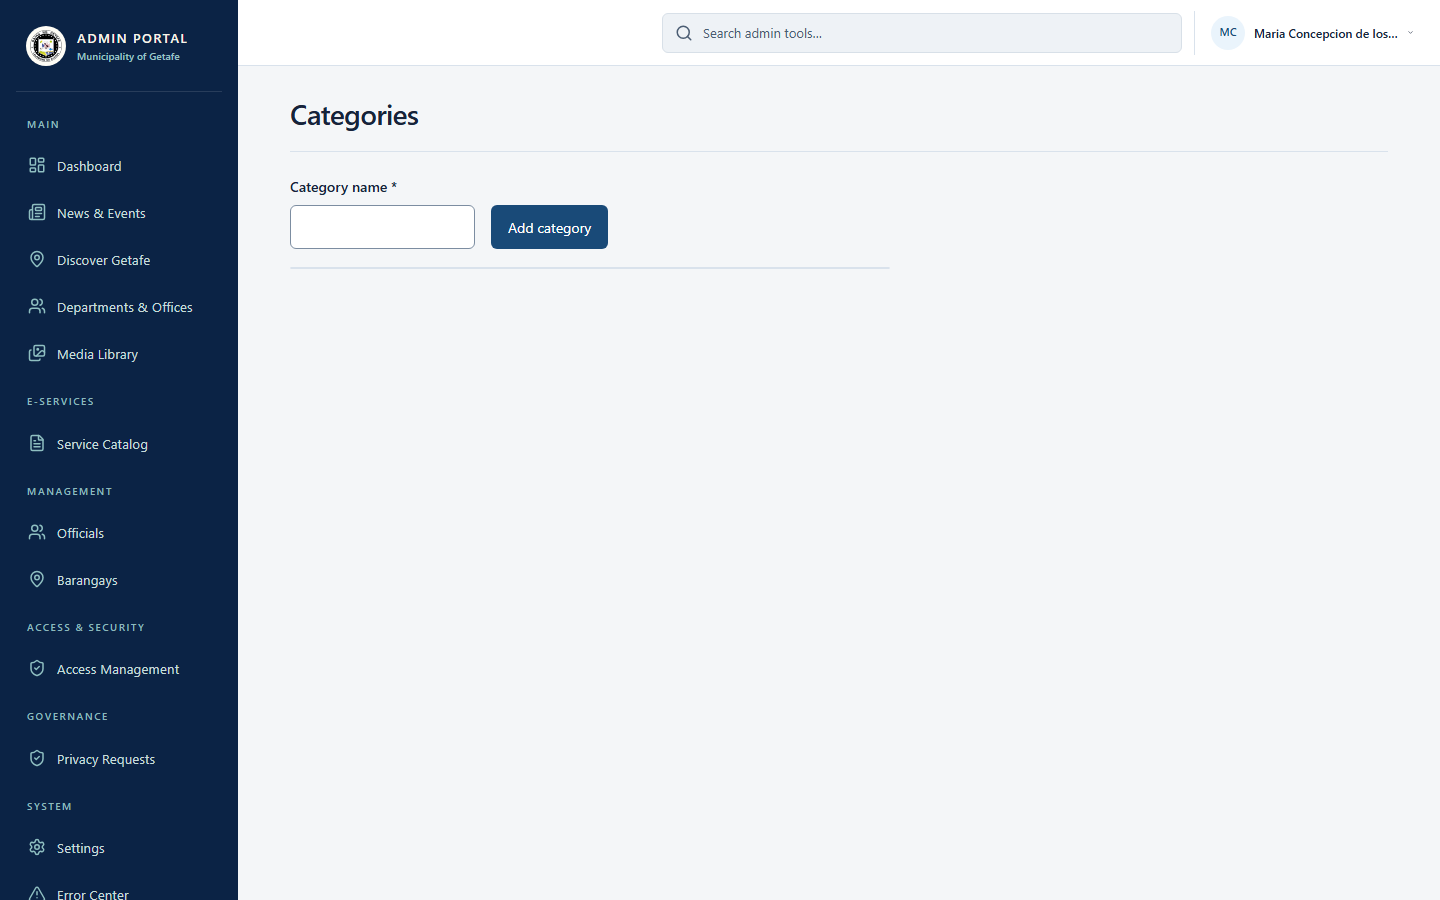 ADMIN PORTAL
Municipality of Getafe
MAIN
Dashboard
News & Events
Discover Getafe
Departments & Offices
Media Library
E-SERVICES
Service Catalog
MANAGEMENT
Officials
Barangays
ACCESS & SECURITY
Access Management
GOVERNANCE
Privacy Requests
SYSTEM
Settings
Error Center
Search admin tools...
MC
Maria Concepcion de los...
Categories
Category name *
Add category